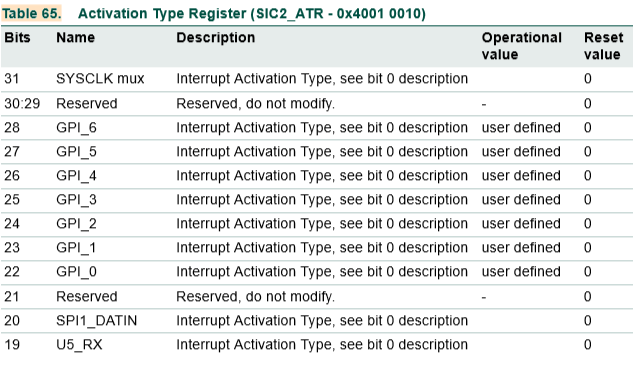 Table 65. Activation Type Register (SIC2_ATR - 0x4001 0010)
Bits Name Description Operational value Reset value
31 SYSCLK mux Interrupt Activation Type, see bit 0 description 0
30:29 Reserved Reserved, do not modify. - 0
28 GPI_6 Interrupt Activation Type, see bit 0 description user defined 0
27 GPI_5 Interrupt Activation Type, see bit 0 description user defined 0
26 GPI_4 Interrupt Activation Type, see bit 0 description user defined 0
25 GPI_3 Interrupt Activation Type, see bit 0 description user defined 0
24 GPI_2 Interrupt Activation Type, see bit 0 description user defined 0
23 GPI_1 Interrupt Activation Type, see bit 0 description user defined 0
22 GPI_0 Interrupt Activation Type, see bit 0 description user defined 0
21 Reserved Reserved, do not modify. - 0
20 SPI1_DATIN Interrupt Activation Type, see bit 0 description 0
19 U5_RX Interrupt Activation Type, see bit 0 description 0